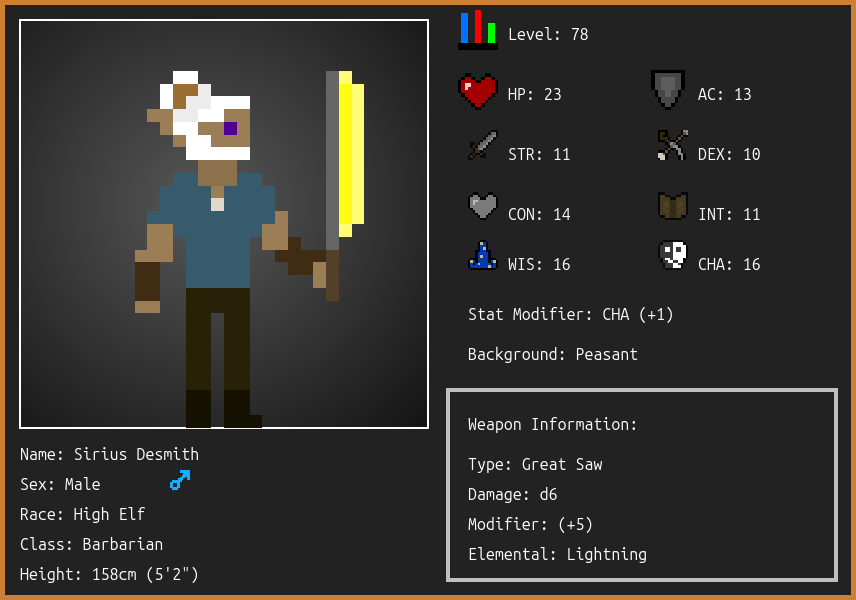 Level: 78
HP: 23
AC: 13
STR: 11
DEX: 10
CON: 14
INT: 11
WIS: 16
CHA: 16
Stat Modifier: CHA (+1)
Background: Peasant
Name: Sirius Desmith
Sex: Male
Race: High Elf
Class: Barbarian
Height: 158cm (5'2")
Weapon Information:
Type: Great Saw
Damage: d6
Modifier: (+5)
Elemental: Lightning